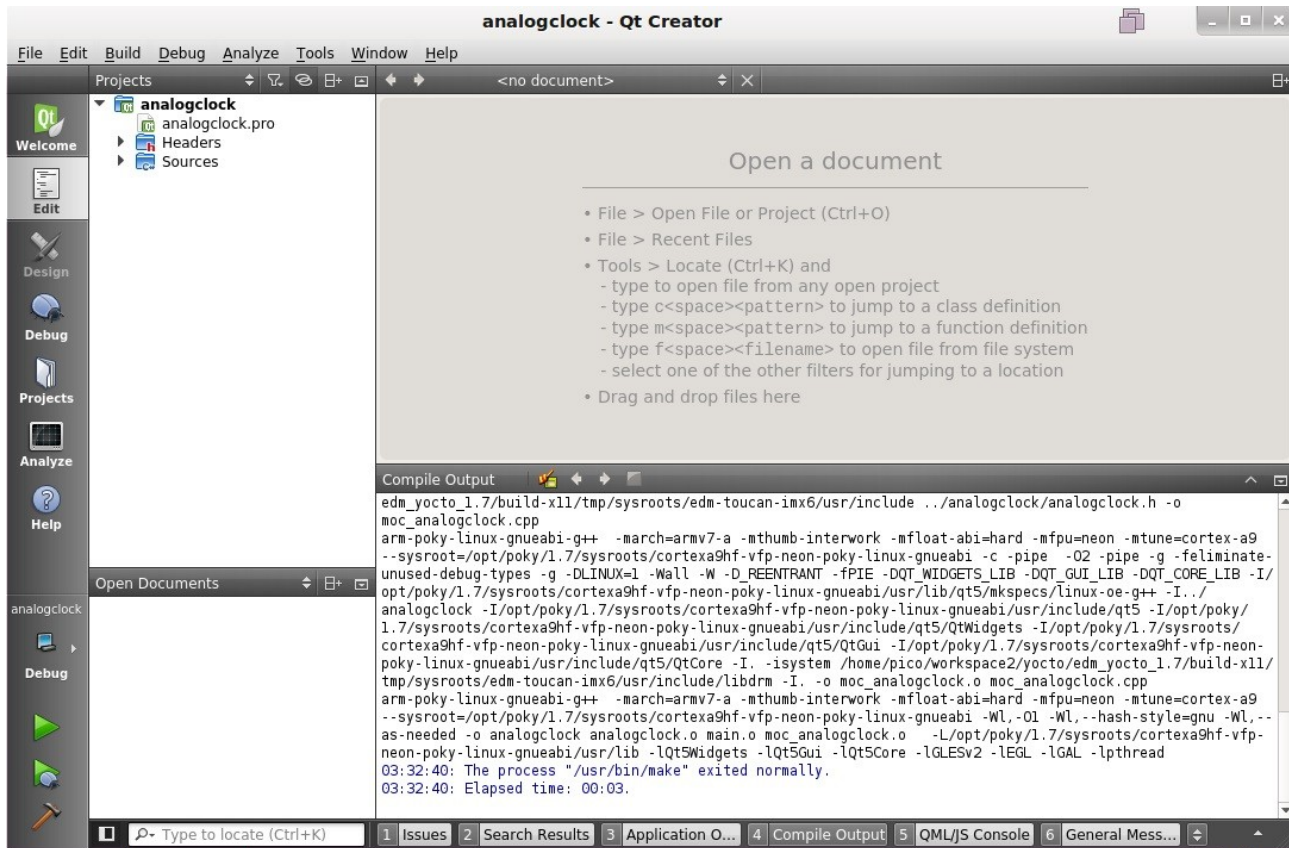 analogclock - Qt Creator
File Edit Build Debug Analyze Tools Window Help
Projects
<no document>
Welcome
Edit
Design
Debug
Projects
Analyze
Help
analogclock
Debug
analogclock
analogclock.pro
Headers
Sources
Open Documents
Type to locate (Ctrl+K)
Open a document
• File > Open File or Project (Ctrl+O)
• File > Recent Files
• Tools > Locate (Ctrl+K) and
- type to open file from any open project
- type c<space><pattern> to jump to a class definition
- type m<space><pattern> to jump to a function definition
- type f<space><filename> to open file from file system
- select one of the other filters for jumping to a location
• Drag and drop files here
Compile Output
edm_yocto_1.7/build-x11/tmp/sysroots/edm-toucan-imx6/usr/include ../analogclock/analogclock.h -o
moc_analogclock.cpp
arm-poky-linux-gnueabi-g++  -march=armv7-a -mthumb-interwork -mfloat-abi=hard -mfpu=neon -mtune=cortex-a9
--sysroot=/opt/poky/1.7/sysroots/cortexa9hf-vfp-neon-poky-linux-gnueabi -c -pipe  -O2 -pipe -g -feliminate-
unused-debug-types -g -DLINUX=1 -Wall -W -D_REENTRANT -fPIE -DQT_WIDGETS_LIB -DQT_GUI_LIB -DQT_CORE_LIB -I/
opt/poky/1.7/sysroots/cortexa9hf-vfp-neon-poky-linux-gnueabi/usr/lib/qt5/mkspecs/linux-oe-g++ -I../
analogclock -I/opt/poky/1.7/sysroots/cortexa9hf-vfp-neon-poky-linux-gnueabi/usr/include/qt5 -I/opt/poky/
1.7/sysroots/cortexa9hf-vfp-neon-poky-linux-gnueabi/usr/include/qt5/QtWidgets -I/opt/poky/1.7/sysroots/
cortexa9hf-vfp-neon-poky-linux-gnueabi/usr/include/qt5/QtGui -I/opt/poky/1.7/sysroots/cortexa9hf-vfp-neon-
poky-linux-gnueabi/usr/include/qt5/QtCore -I. -isystem /home/pico/workspace2/yocto/edm_yocto_1.7/build-x11/
tmp/sysroots/edm-toucan-imx6/usr/include/libdrm -I. -o moc_analogclock.o moc_analogclock.cpp
arm-poky-linux-gnueabi-g++  -march=armv7-a -mthumb-interwork -mfloat-abi=hard -mfpu=neon -mtune=cortex-a9
--sysroot=/opt/poky/1.7/sysroots/cortexa9hf-vfp-neon-poky-linux-gnueabi -Wl,-O1 -Wl,--hash-style=gnu -Wl,--
as-needed -o analogclock analogclock.o main.o moc_analogclock.o   -L/opt/poky/1.7/sysroots/cortexa9hf-vfp-
neon-poky-linux-gnueabi/usr/lib -lQt5Widgets -lQt5Gui -lQt5Core -lGLESv2 -lEGL -lGAL -lpthread
03:32:40: The process "/usr/bin/make" exited normally.
03:32:40: Elapsed time: 00:03.
1 Issues 2 Search Results 3 Application O... 4 Compile Output 5 QML/JS Console 6 General Mess...